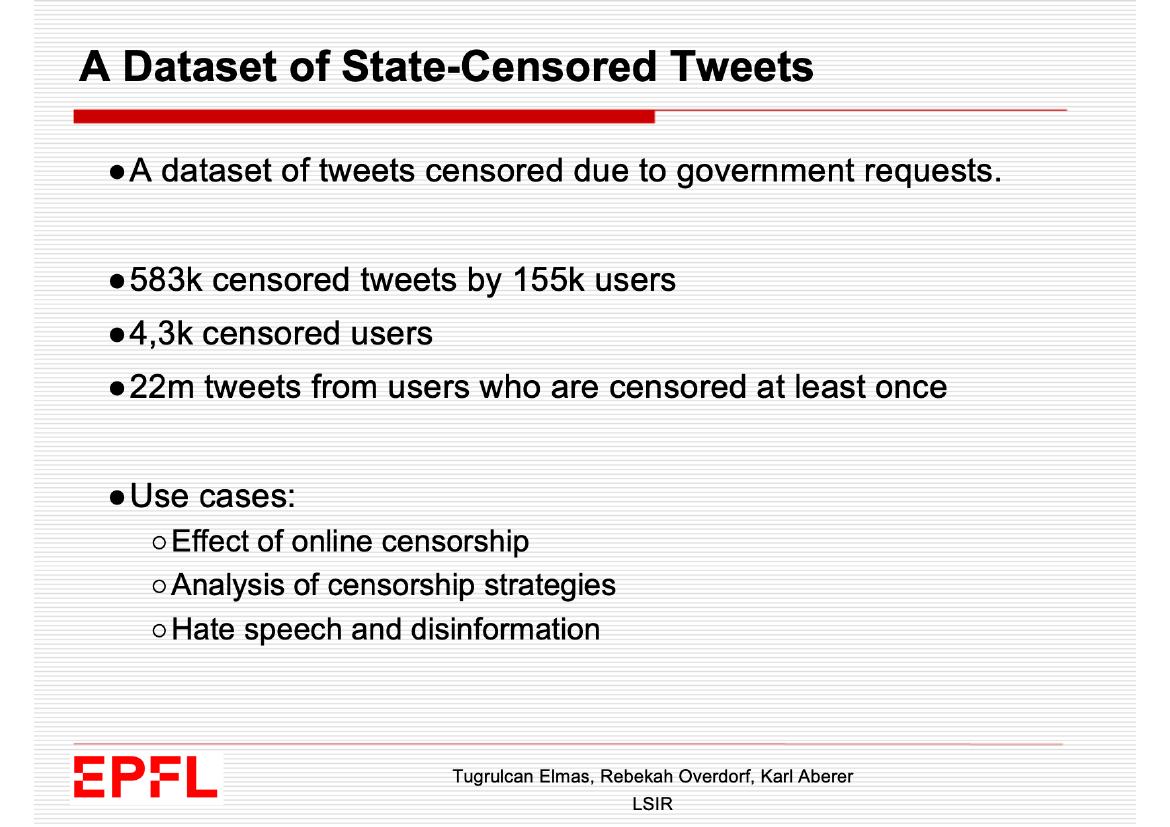 A Dataset of State-Censored Tweets
●A dataset of tweets censored due to government requests.
●583k censored tweets by 155k users
●4,3k censored users
●22m tweets from users who are censored at least once
●Use cases:
○Effect of online censorship
○Analysis of censorship strategies
○Hate speech and disinformation
EPFL
Tugrulcan Elmas, Rebekah Overdorf, Karl Aberer
LSIR